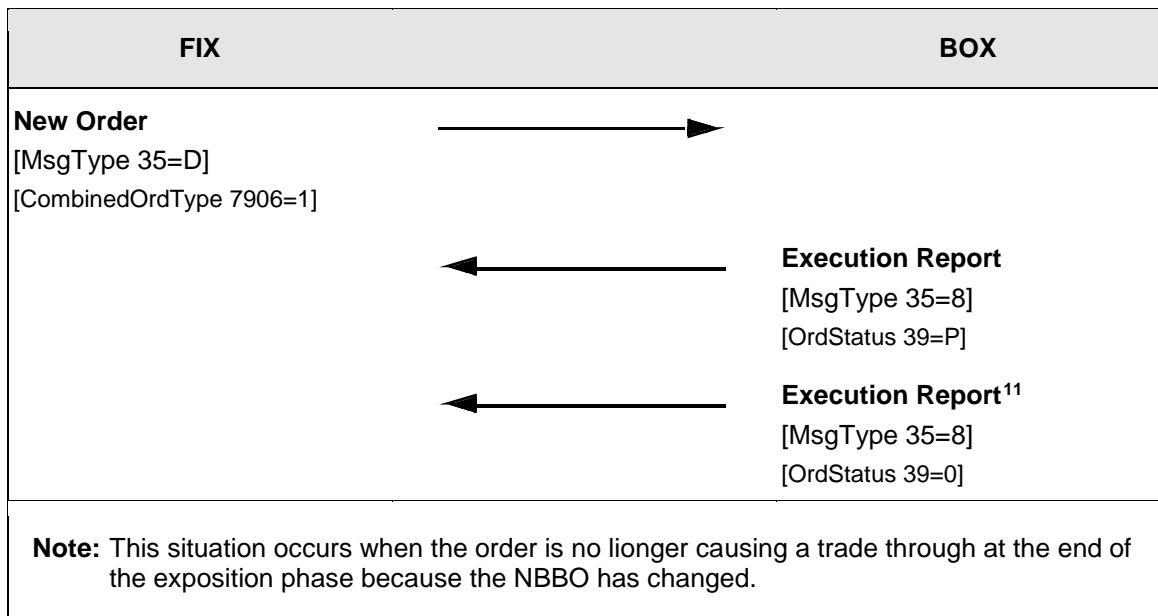 FIX BOX
New Order
[MsgType 35=D]
[CombinedOrdType 7906=1]
Execution Report
[MsgType 35=8]
[OrdStatus 39=P]
Execution Report11
[MsgType 35=8]
[OrdStatus 39=0]
Note: This situation occurs when the order is no lionger causing a trade through at the end of
the exposition phase because the NBBO has changed.